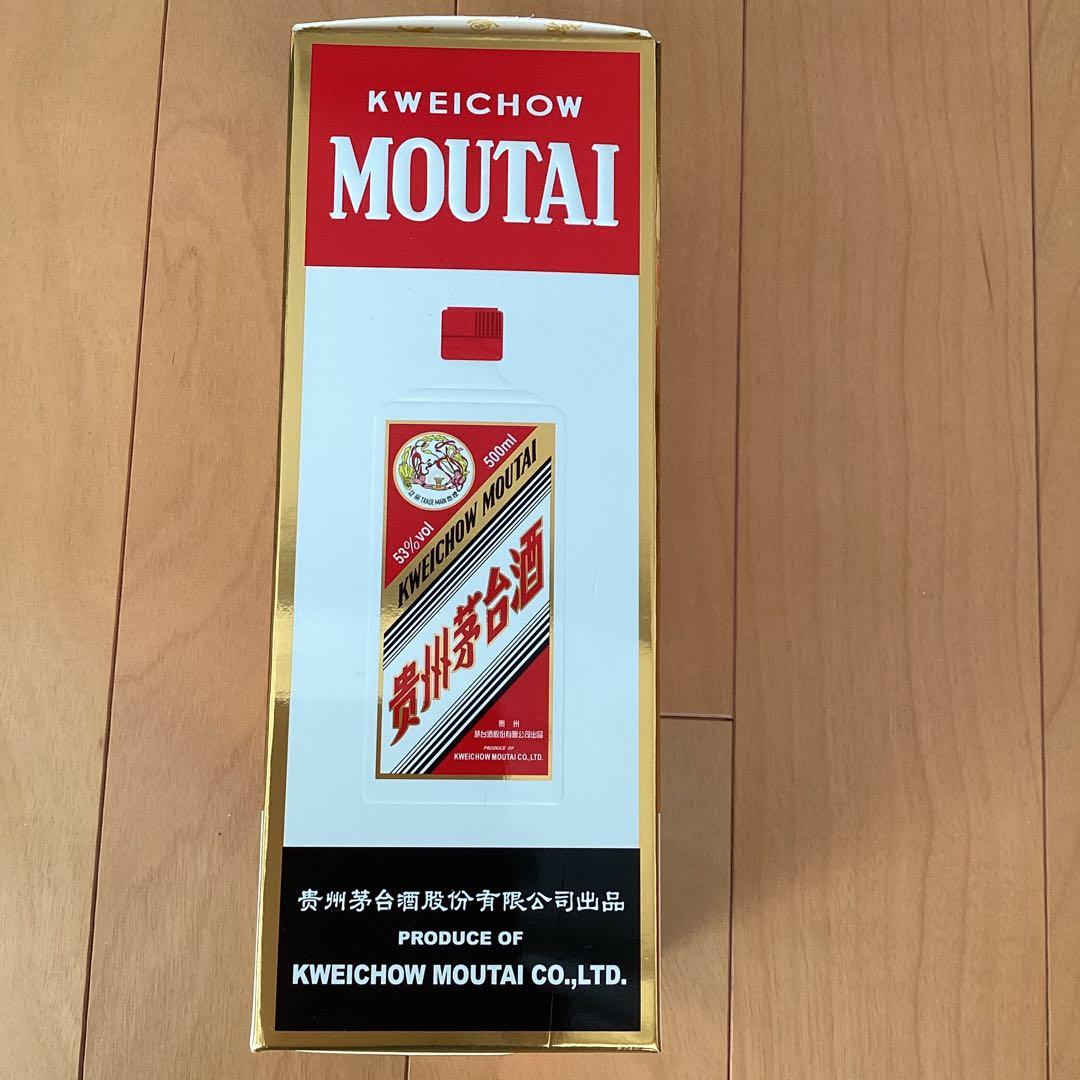 KWEICHOW
MOUTAI
500ml
TRADE MARK
53%vol
KWEICHOW MOUTAI
贵州茅台酒
贵州
茅台酒股份有限公司出品
PRODUCE OF
KWEICHOW MOUTAI CO.,LTD.
贵州茅台酒股份有限公司出品
PRODUCE OF
KWEICHOW MOUTAI CO.,LTD.